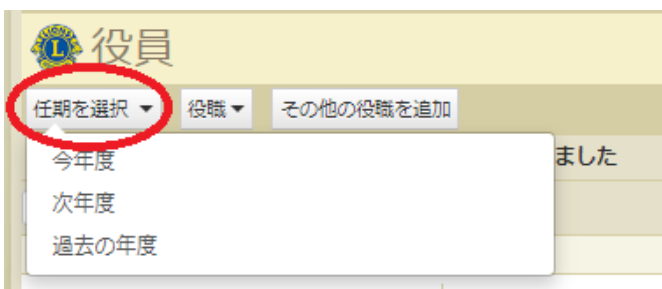 役員
任期を選択 ▼ 役職 ▼ その他の役職を追加
ました
今年度
次年度
過去の年度